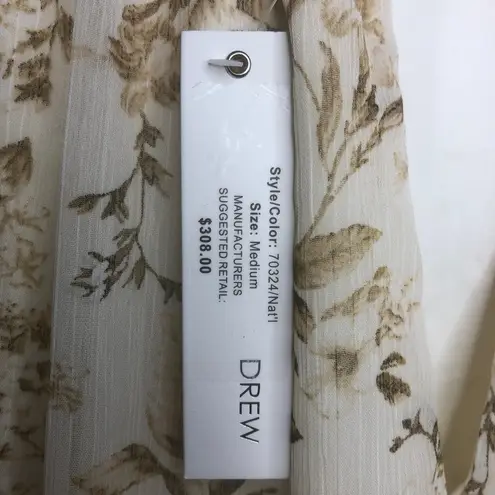 Style/Color: 70324/Nat'l
Size: Medium
MANUFACTURERS
SUGGESTED RETAIL:
$308.00
DREW